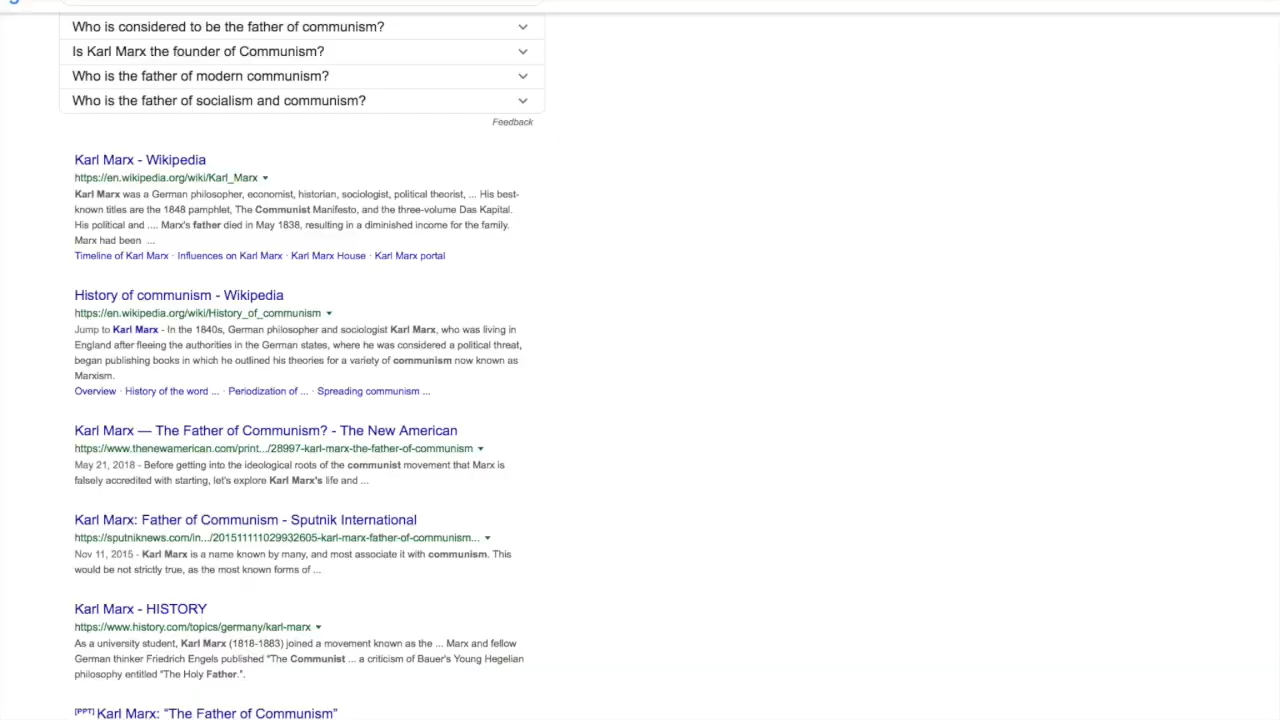 Who is considered to be the father of communism?
Is Karl Marx the founder of Communism?
Who is the father of modern communism?
Who is the father of socialism and communism?
Feedback
Karl Marx - Wikipedia
https://en.wikipedia.org/wiki/Karl_Marx
Karl Marx was a German philosopher, economist, historian, sociologist, political theorist, ... His best-
known titles are the 1848 pamphlet, The Communist Manifesto, and the three-volume Das Kapital.
His political and .... Marx's father died in May 1838, resulting in a diminished income for the family.
Marx had been ...
Timeline of Karl Marx · Influences on Karl Marx · Karl Marx House · Karl Marx portal
History of communism - Wikipedia
https://en.wikipedia.org/wiki/History_of_communism
Jump to Karl Marx - In the 1840s, German philosopher and sociologist Karl Marx, who was living in
England after fleeing the authorities in the German states, where he was considered a political threat,
began publishing books in which he outlined his theories for a variety of communism now known as
Marxism.
Overview · History of the word ... · Periodization of ... · Spreading communism ...
Karl Marx — The Father of Communism? - The New American
https://www.thenewamerican.com/print.../28997-karl-marx-the-father-of-communism
May 21, 2018 - Before getting into the ideological roots of the communist movement that Marx is
falsely accredited with starting, let's explore Karl Marx's life and ...
Karl Marx: Father of Communism - Sputnik International
https://sputniknews.com/in.../201511111029932605-karl-marx-father-of-communism...
Nov 11, 2015 - Karl Marx is a name known by many, and most associate it with communism. This
would be not strictly true, as the most known forms of ...
Karl Marx - HISTORY
https://www.history.com/topics/germany/karl-marx
As a university student, Karl Marx (1818-1883) joined a movement known as the ... Marx and fellow
German thinker Friedrich Engels published "The Communist ... a criticism of Bauer's Young Hegelian
philosophy entitled "The Holy Father.".
[PPT] Karl Marx: "The Father of Communism"